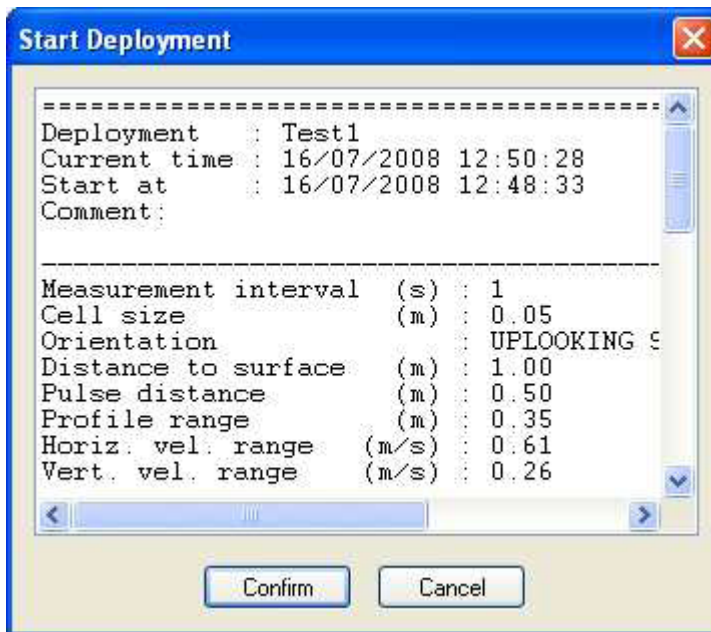 Start Deployment
========================================
Deployment : Test1
Current time : 16/07/2008 12:50:28
Start at : 16/07/2008 12:48:33
Comment:
----------------------------------------
Measurement interval (s) : 1
Cell size (m) : 0.05
Orientation : UPLOOKING S
Distance to surface (m) : 1.00
Pulse distance (m) : 0.50
Profile range (m) : 0.35
Horiz. vel. range (m/s) : 0.61
Vert. vel. range (m/s) : 0.26
Confirm Cancel